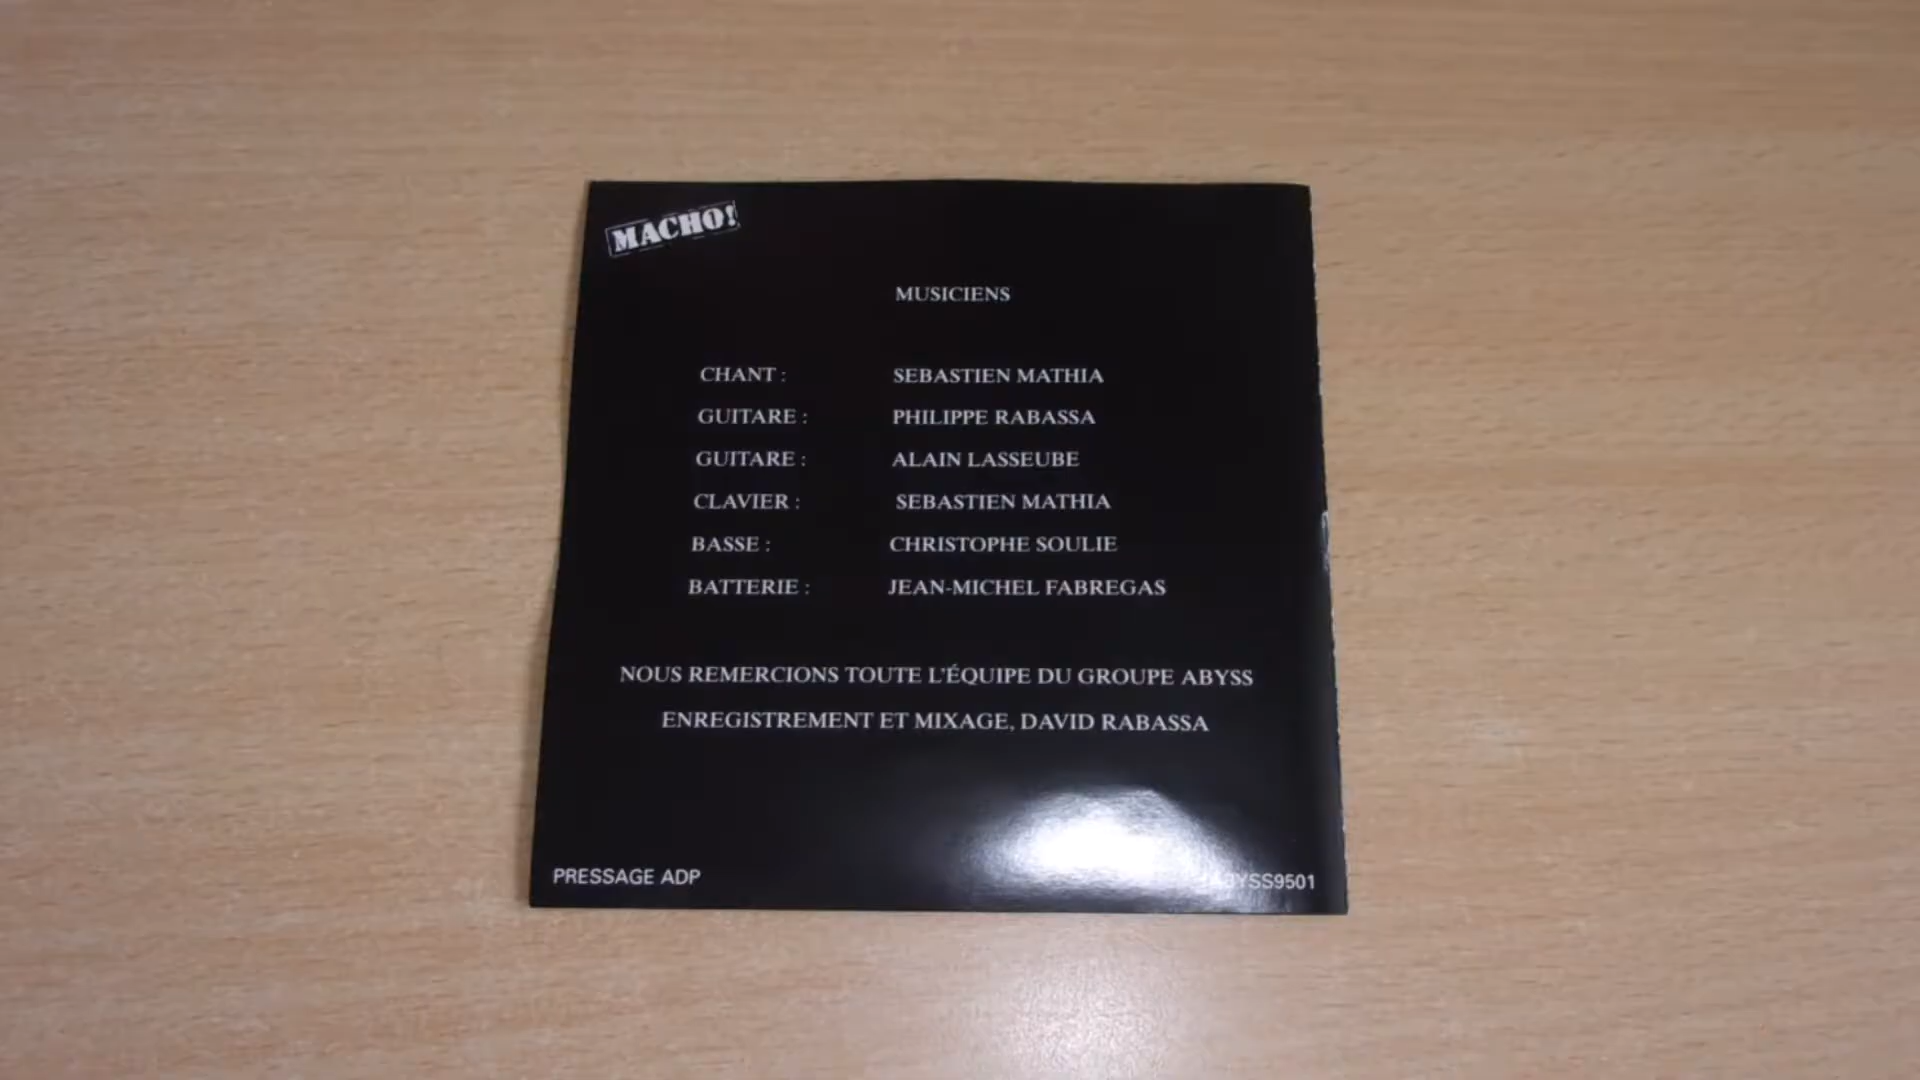 MACHO!
MUSICIENS
CHANT : SEBASTIEN MATHIA
GUITARE : PHILIPPE RABASSA
GUITARE : ALAIN LASSEUBE
CLAVIER : SEBASTIEN MATHIA
BASSE : CHRISTOPHE SOULIE
BATTERIE : JEAN-MICHEL FABREGAS
NOUS REMERCIONS TOUTE L'ÉQUIPE DU GROUPE ABYSS
ENREGISTREMENT ET MIXAGE, DAVID RABASSA
PRESSAGE ADP
ABYSS9501